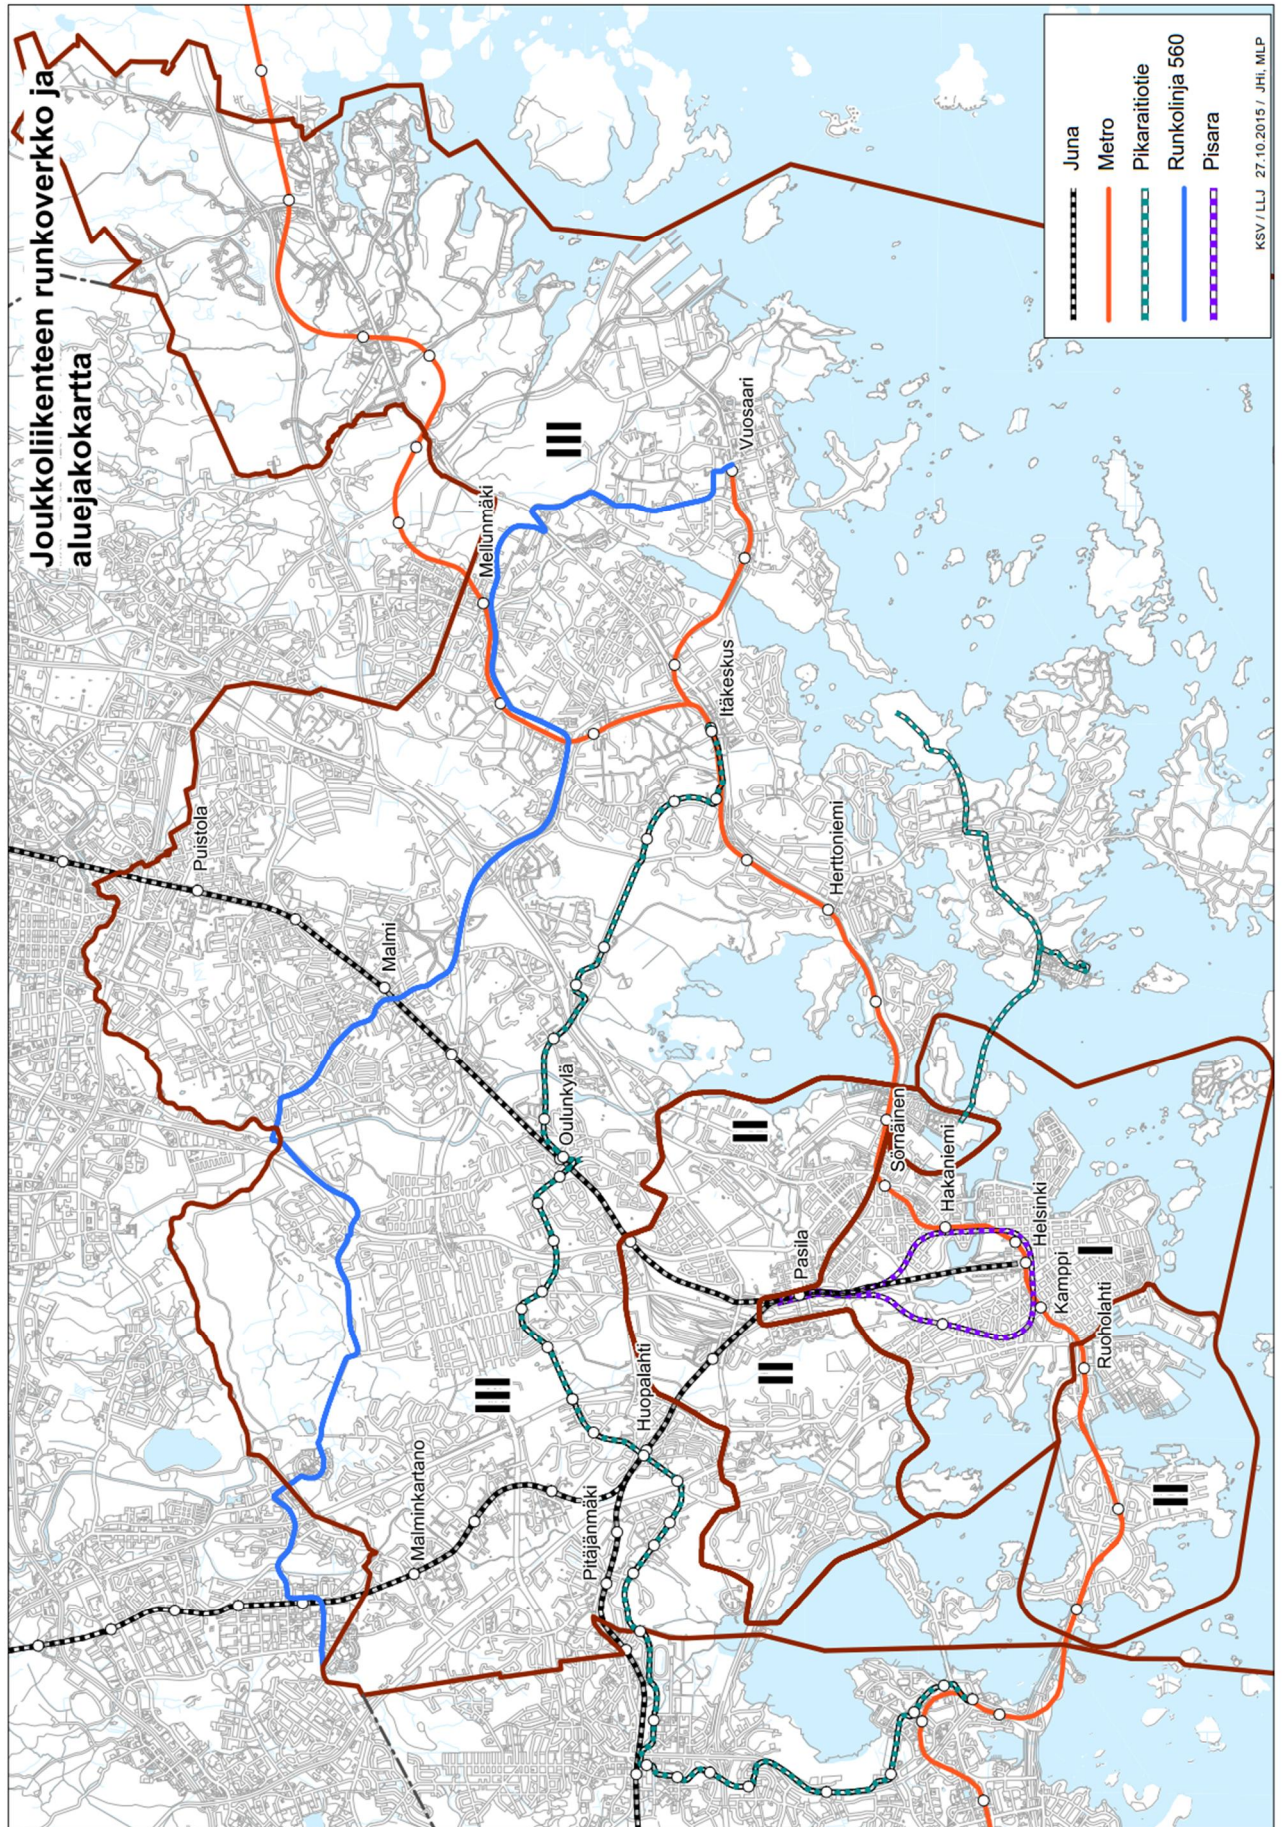 Joukkoliikenteen runkoverkko ja
aluejakokartta
Juna
Metro
Pikaraitiotie
Runkolinja 560
Pisara
KSV / LLJ 27.10.2015 / JHi, MLP
Puistola
Malmi
Mellunmäki
III
Vuosaari
Itäkeskus
Herttoniemi
Oulunkylä
Malminkartano
III
Pitäjänmäki
Huopalahti
II
II
Pasila
Sörnäinen
Hakaniemi
Helsinki
Kamppi
I
Ruoholahti
II